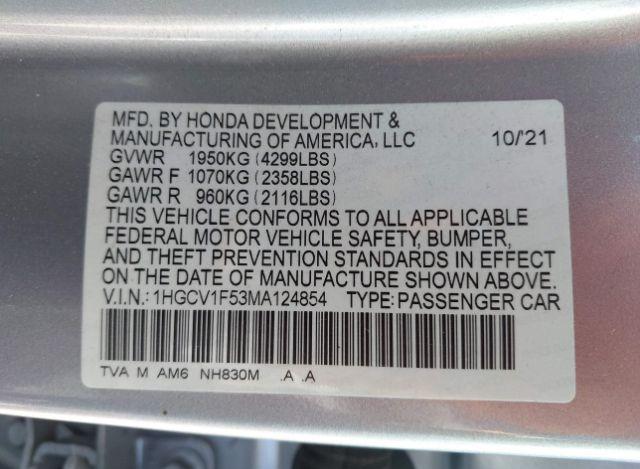 MFD. BY HONDA DEVELOPMENT &
MANUFACTURING OF AMERICA, LLC 10/'21
GVWR 1950KG (4299LBS)
GAWR F 1070KG (2358LBS)
GAWR R 960KG (2116LBS)
THIS VEHICLE CONFORMS TO ALL APPLICABLE
FEDERAL MOTOR VEHICLE SAFETY, BUMPER,
AND THEFT PREVENTION STANDARDS IN EFFECT
ON THE DATE OF MANUFACTURE SHOWN ABOVE.
V.I.N.: 1HGCV1F53MA124854 TYPE: PASSENGER CAR
TVA M AM6 NH830M .A .A